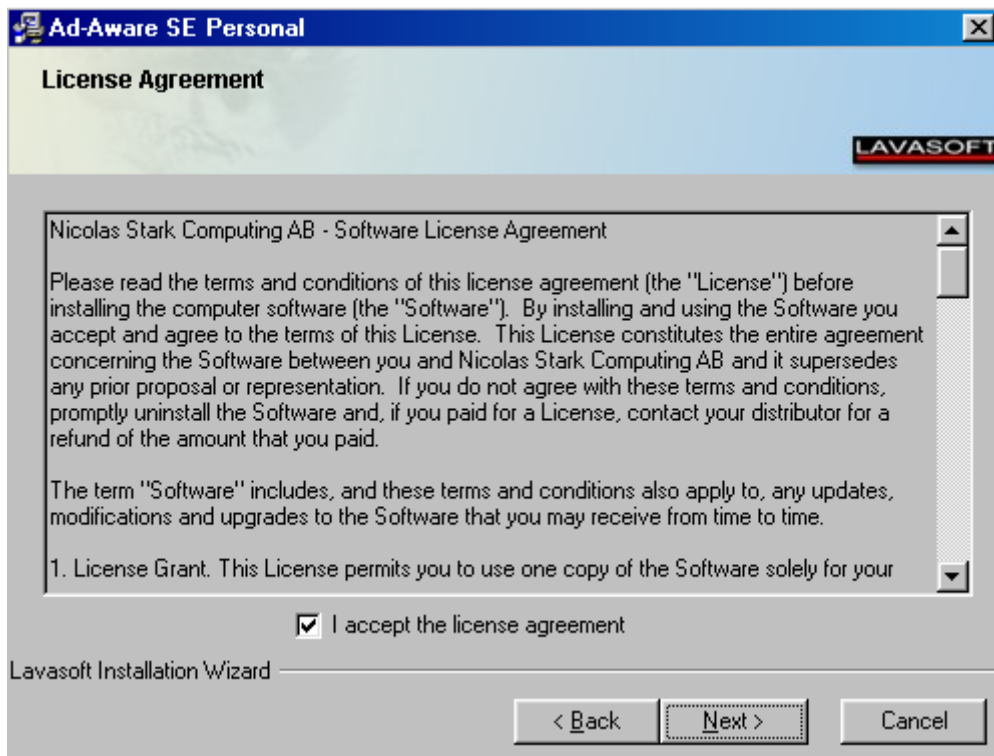 Ad-Aware SE Personal
License Agreement
LAVASOFT
Nicolas Stark Computing AB - Software License Agreement
Please read the terms and conditions of this license agreement (the "License") before
installing the computer software (the "Software").  By installing and using the Software you
accept and agree to the terms of this License.  This License constitutes the entire agreement
concerning the Software between you and Nicolas Stark Computing AB and it supersedes
any prior proposal or representation.  If you do not agree with these terms and conditions,
promptly uninstall the Software and, if you paid for a License, contact your distributor for a
refund of the amount that you paid.
The term "Software" includes, and these terms and conditions also apply to, any updates,
modifications and upgrades to the Software that you may receive from time to time.
1. License Grant. This License permits you to use one copy of the Software solely for your
I accept the license agreement
Lavasoft Installation Wizard
< Back
Next >
Cancel